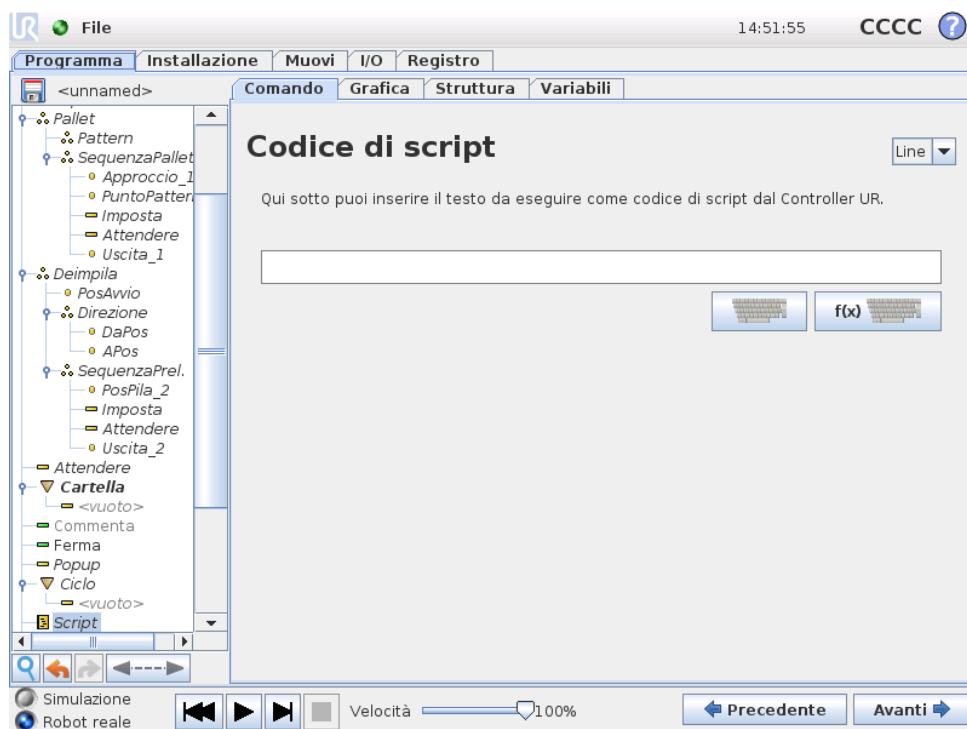 UR File 14:51:55 CCCC ?
Programma Installazione Muovi I/O Registro
<unnamed> Comando Grafica Struttura Variabili
Pallet
Pattern
SequenzaPallet
Approccio_1
PuntoPattern
Imposta
Attendere
Uscita_1
Deimpila
PosAvvio
Direzione
DaPos
APos
SequenzaPrel.
PosPila_2
Imposta
Attendere
Uscita_2
Attendere
Cartella
<vuoto>
Commenta
Ferma
Popup
Ciclo
<vuoto>
Script
Codice di script
Line
Qui sotto puoi inserire il testo da eseguire come codice di script dal Controller UR.
f(x)
Simulazione
Robot reale
Velocità 100%
Precedente Avanti